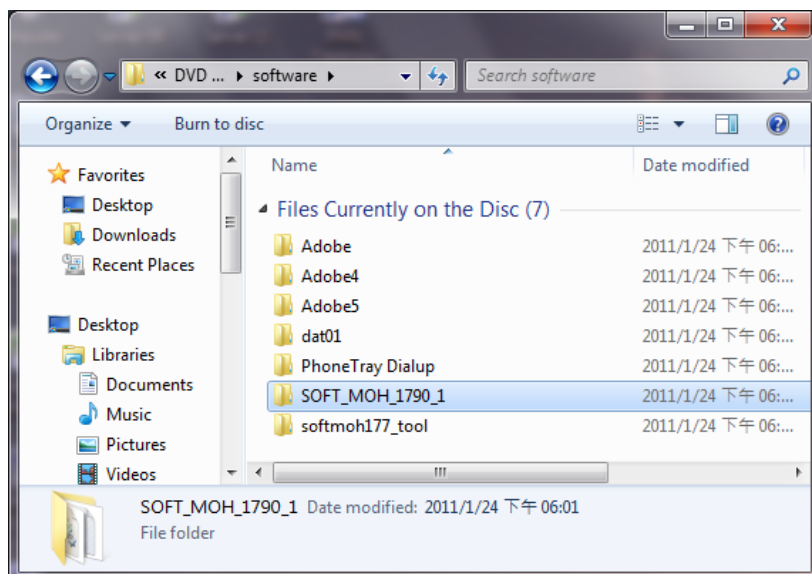 « DVD ... ▸ software ▸
Search software
Organize ▾ Burn to disc
Favorites
Desktop
Downloads
Recent Places
Desktop
Libraries
Documents
Music
Pictures
Videos
Name Date modified
Files Currently on the Disc (7)
Adobe 2011/1/24 下午 06:...
Adobe4 2011/1/24 下午 06:...
Adobe5 2011/1/24 下午 06:...
dat01 2011/1/24 下午 06:...
PhoneTray Dialup 2011/1/24 下午 06:...
SOFT_MOH_1790_1 2011/1/24 下午 06:...
softmoh177_tool 2011/1/24 下午 06:...
SOFT_MOH_1790_1 Date modified: 2011/1/24 下午 06:01
File folder